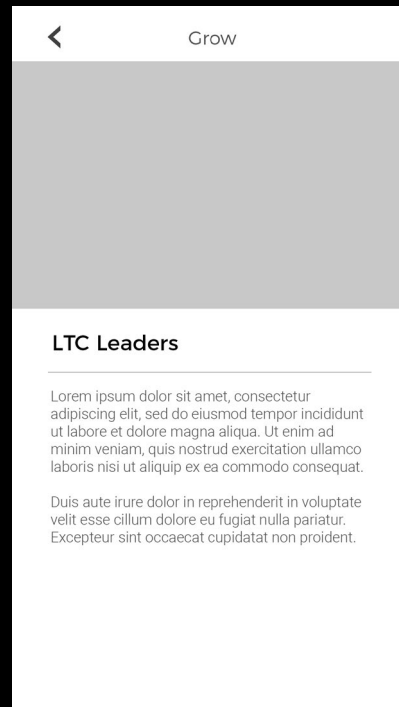 Grow
LTC Leaders
Lorem ipsum dolor sit amet, consectetur
adipiscing elit, sed do eiusmod tempor incididunt
ut labore et dolore magna aliqua. Ut enim ad
minim veniam, quis nostrud exercitation ullamco
laboris nisi ut aliquip ex ea commodo consequat.
Duis aute irure dolor in reprehenderit in voluptate
velit esse cillum dolore eu fugiat nulla pariatur.
Excepteur sint occaecat cupidatat non proident.